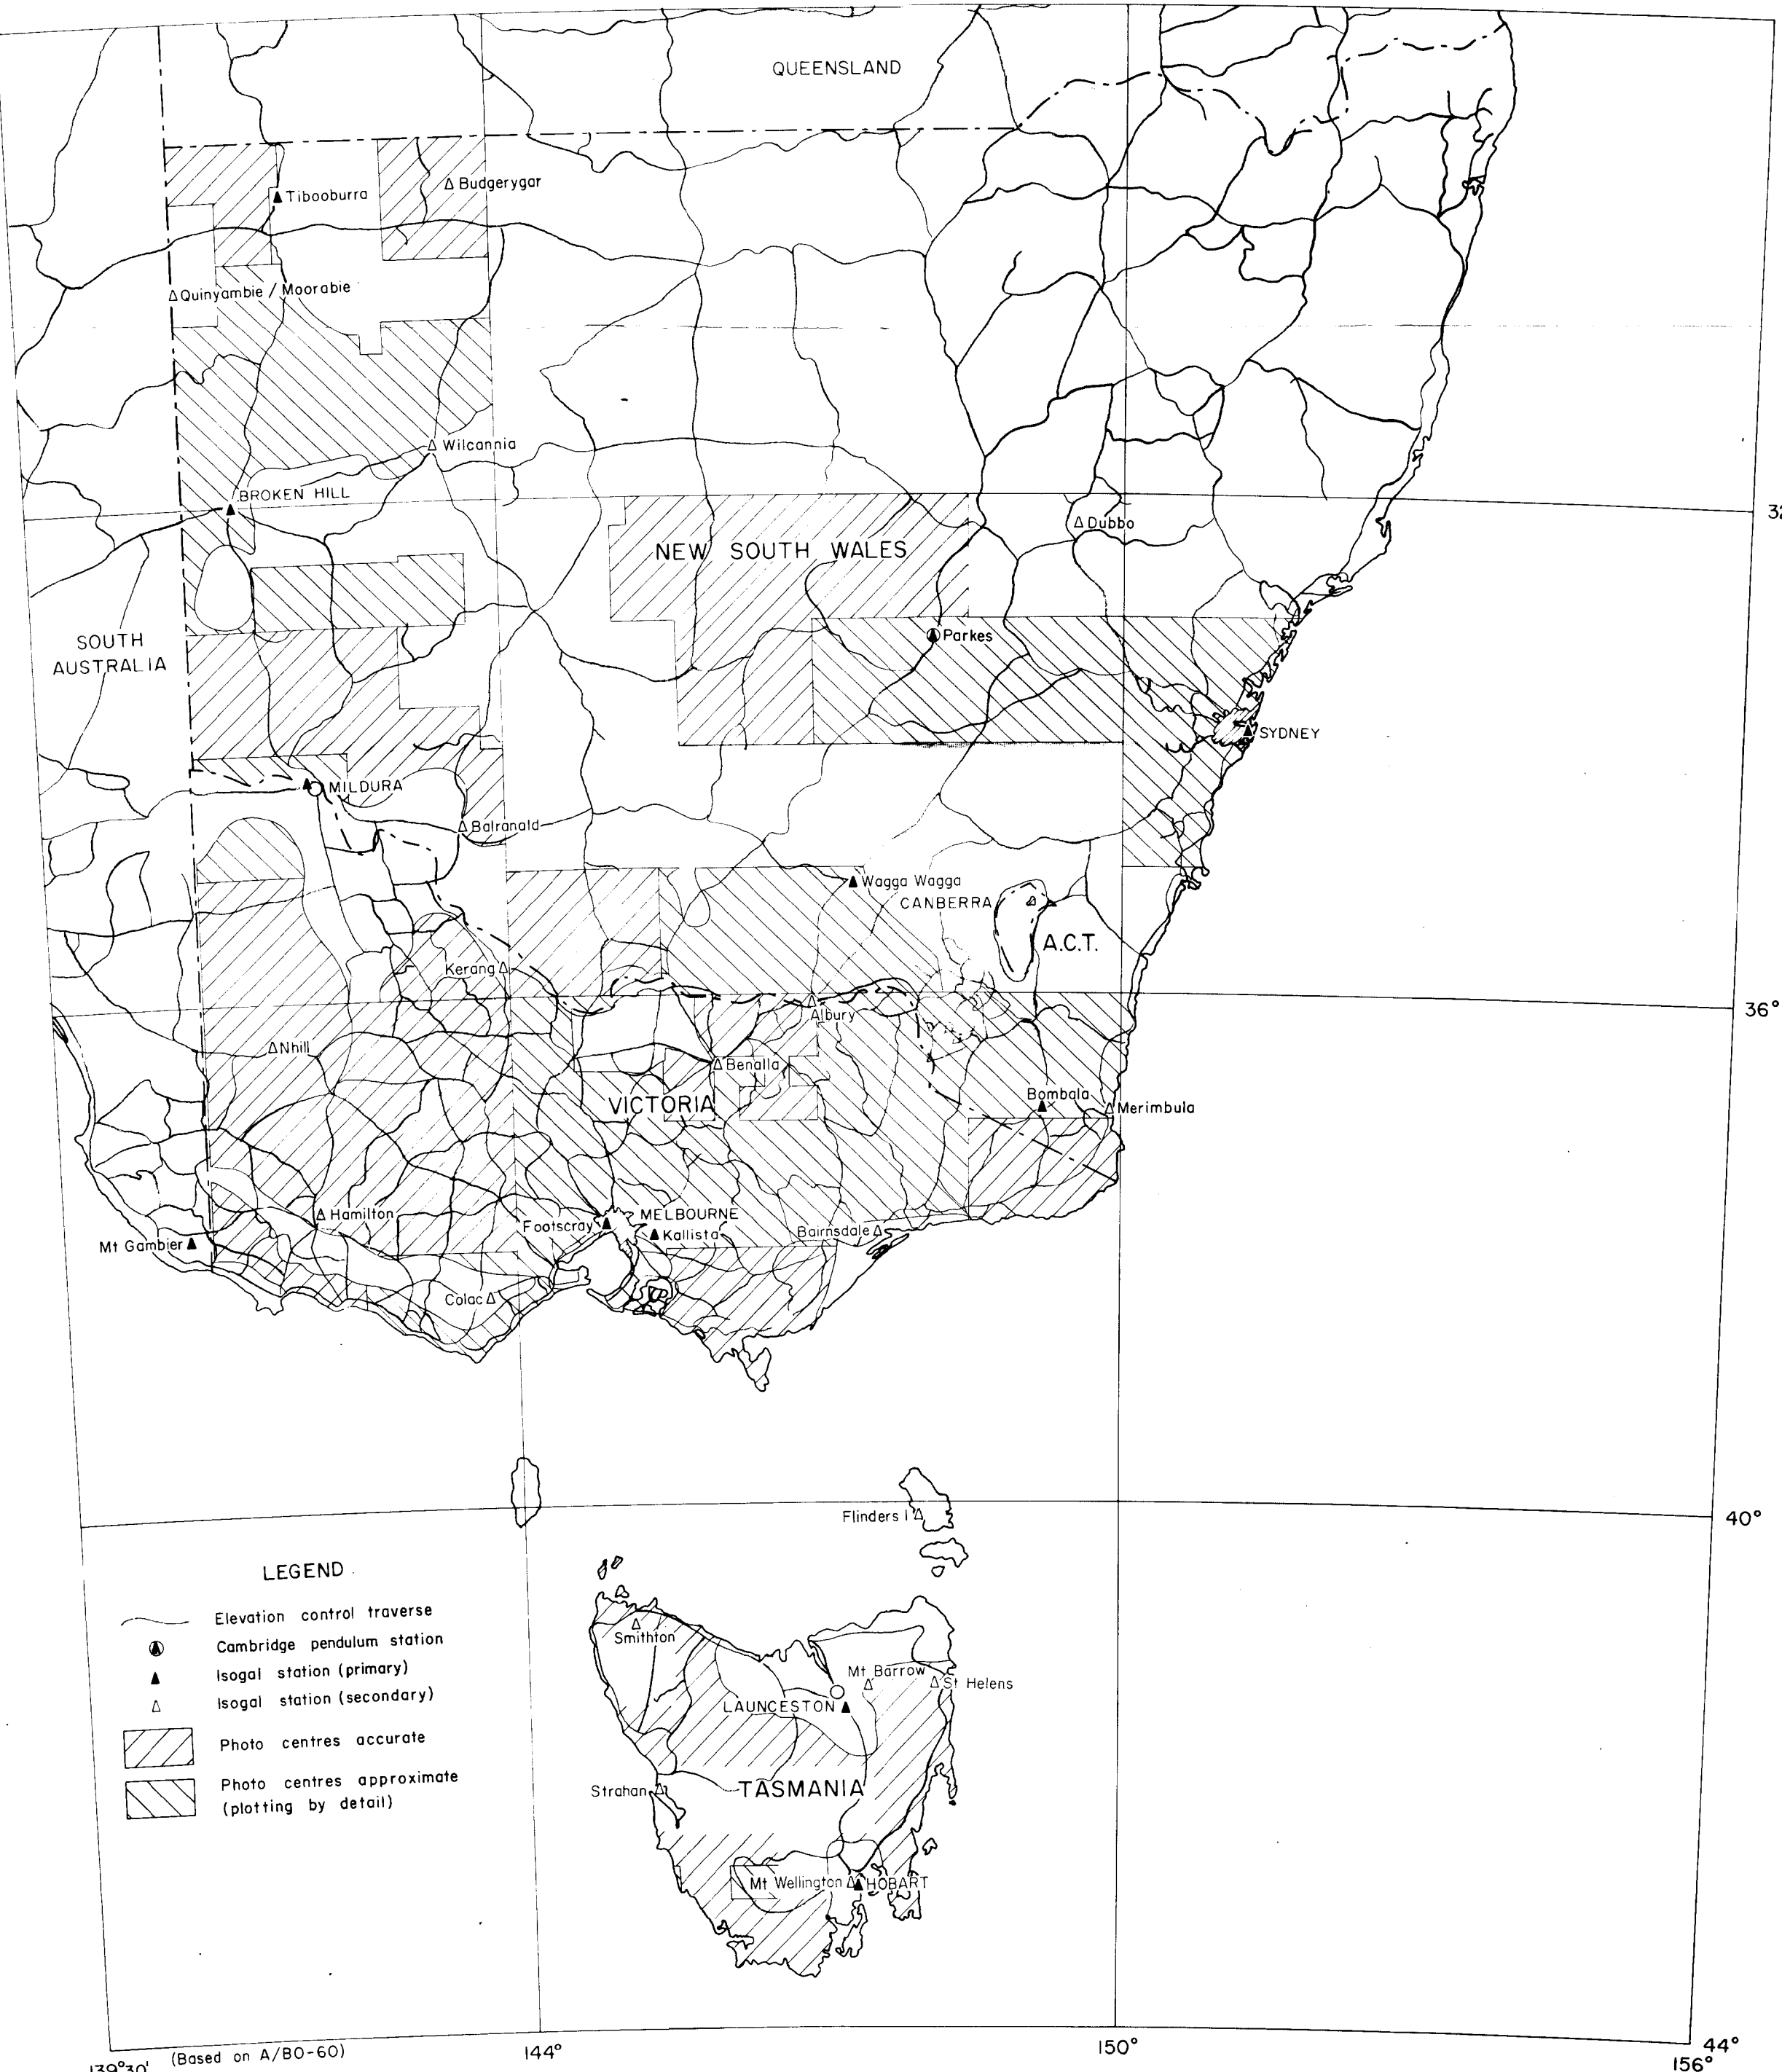 QUEENSLAND
Budgerygar
Tibooburra
Quinyambie / Moorabie
Wilcannia
BROKEN HILL
Dubbo
NEW SOUTH WALES
SOUTH
AUSTRALIA
Parkes
SYDNEY
MILDURA
Balranald
Wagga Wagga
CANBERRA
A.C.T.
Kerang
36°
Albury
Nhill
Benalla
VICTORIA
Bombala
Merimbula
Hamilton
MELBOURNE
Footscray
Kallista
Bairnsdale
Mt Gambier
Colac
Flinders I
40°
LEGEND
Elevation control traverse
Cambridge pendulum station
Isogal station (primary)
Isogal station (secondary)
Photo centres accurate
Photo centres approximate
(plotting by detail)
Smithton
Mt Barrow
St Helens
LAUNCESTON
Strahan
TASMANIA
Mt Wellington
HOBART
139°30'
(Based on A/BO-60)
144°
150°
44°
156°